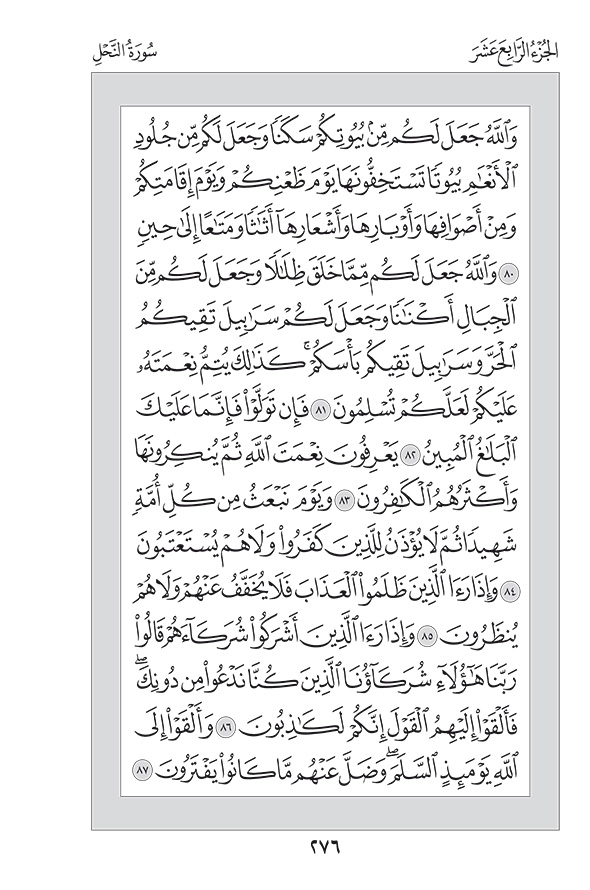 الجُزْءُ الرَّابِعَ عَشَرَ
سُورَةُ النَّحْلِ
وَٱللَّهُ جَعَلَ لَكُم مِّنۢ بُيُوتِكُمْ سَكَنًا وَجَعَلَ لَكُم مِّن جُلُودِ
ٱلْأَنْعَٰمِ بُيُوتًا تَسْتَخِفُّونَهَا يَوْمَ ظَعْنِكُمْ وَيَوْمَ إِقَامَتِكُمْ
وَمِنْ أَصْوَافِهَا وَأَوْبَارِهَا وَأَشْعَارِهَآ أَثَٰثًا وَمَتَٰعًا إِلَىٰ حِينٍ
٨٠ وَٱللَّهُ جَعَلَ لَكُم مِّمَّا خَلَقَ ظِلَٰلًا وَجَعَلَ لَكُم مِّنَ
ٱلْجِبَالِ أَكْنَٰنًا وَجَعَلَ لَكُمْ سَرَٰبِيلَ تَقِيكُمُ
ٱلْحَرَّ وَسَرَٰبِيلَ تَقِيكُم بَأْسَكُمْ ۚ كَذَٰلِكَ يُتِمُّ نِعْمَتَهُۥ
عَلَيْكُمْ لَعَلَّكُمْ تُسْلِمُونَ ٨١ فَإِن تَوَلَّوْا۟ فَإِنَّمَا عَلَيْكَ
ٱلْبَلَٰغُ ٱلْمُبِينُ ٨٢ يَعْرِفُونَ نِعْمَتَ ٱللَّهِ ثُمَّ يُنكِرُونَهَا
وَأَكْثَرُهُمُ ٱلْكَٰفِرُونَ ٨٣ وَيَوْمَ نَبْعَثُ مِن كُلِّ أُمَّةٍ
شَهِيدًا ثُمَّ لَا يُؤْذَنُ لِلَّذِينَ كَفَرُوا۟ وَلَا هُمْ يُسْتَعْتَبُونَ
٨٤ وَإِذَا رَءَا ٱلَّذِينَ ظَلَمُوا۟ ٱلْعَذَابَ فَلَا يُخَفَّفُ عَنْهُمْ وَلَا هُمْ
يُنظَرُونَ ٨٥ وَإِذَا رَءَا ٱلَّذِينَ أَشْرَكُوا۟ شُرَكَآءَهُمْ قَالُوا۟
رَبَّنَا هَٰٓؤُلَآءِ شُرَكَآؤُنَا ٱلَّذِينَ كُنَّا نَدْعُوا۟ مِن دُونِكَ ۖ
فَأَلْقَوْا۟ إِلَيْهِمُ ٱلْقَوْلَ إِنَّكُمْ لَكَٰذِبُونَ ٨٦ وَأَلْقَوْا۟ إِلَى
ٱللَّهِ يَوْمَئِذٍ ٱلسَّلَمَ ۖ وَضَلَّ عَنْهُم مَّا كَانُوا۟ يَفْتَرُونَ ٨٧
٢٧٦